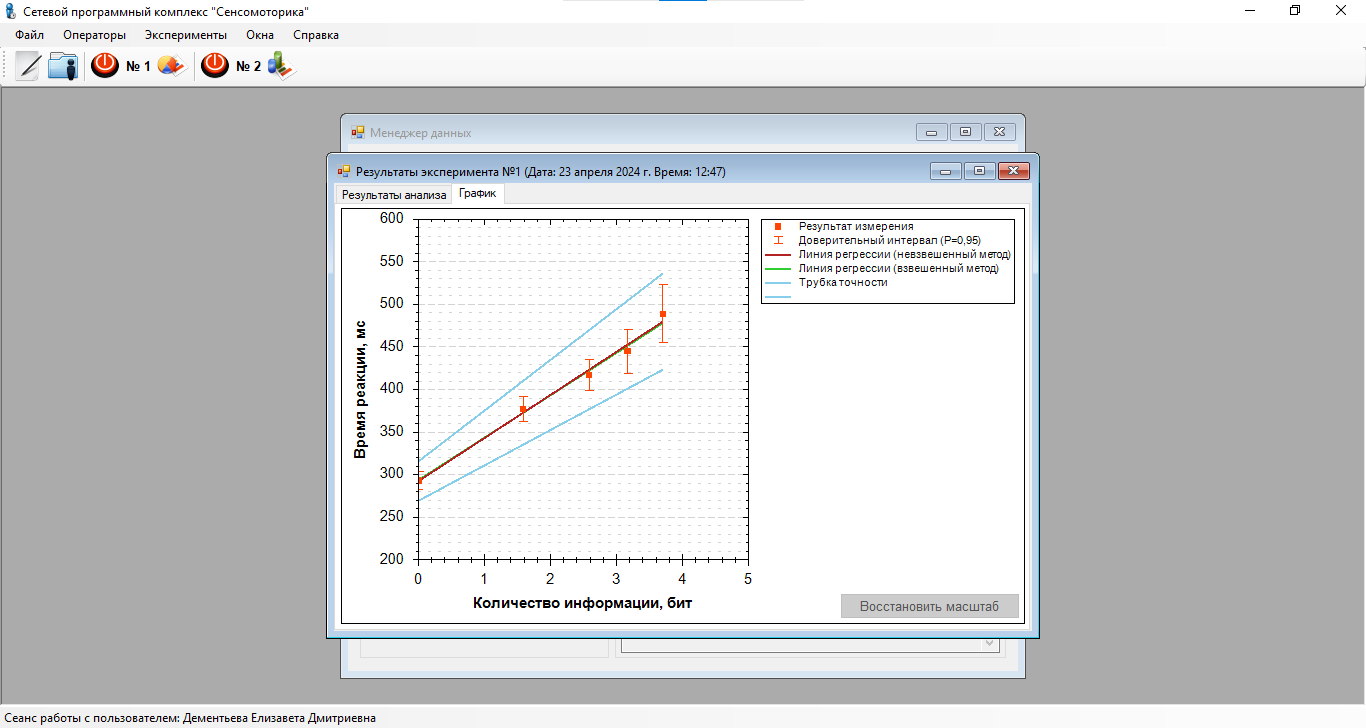 Сетевой программный комплекс "Сенсомоторика"
Файл Операторы Эксперименты Окна Справка
№ 1 № 2
Менеджер данных
Результаты эксперимента №1 (Дата: 23 апреля 2024 г. Время: 12:47)
Результаты анализа График
600
550
500
450
400
350
300
250
200
Время реакции, мс
0 1 2 3 4 5
Количество информации, бит
Результат измерения
Доверительный интервал (P=0,95)
Линия регрессии (невзвешенный метод)
Линия регрессии (взвешенный метод)
Трубка точности
Восстановить масштаб
Сеанс работы с пользователем: Дементьева Елизавета Дмитриевна